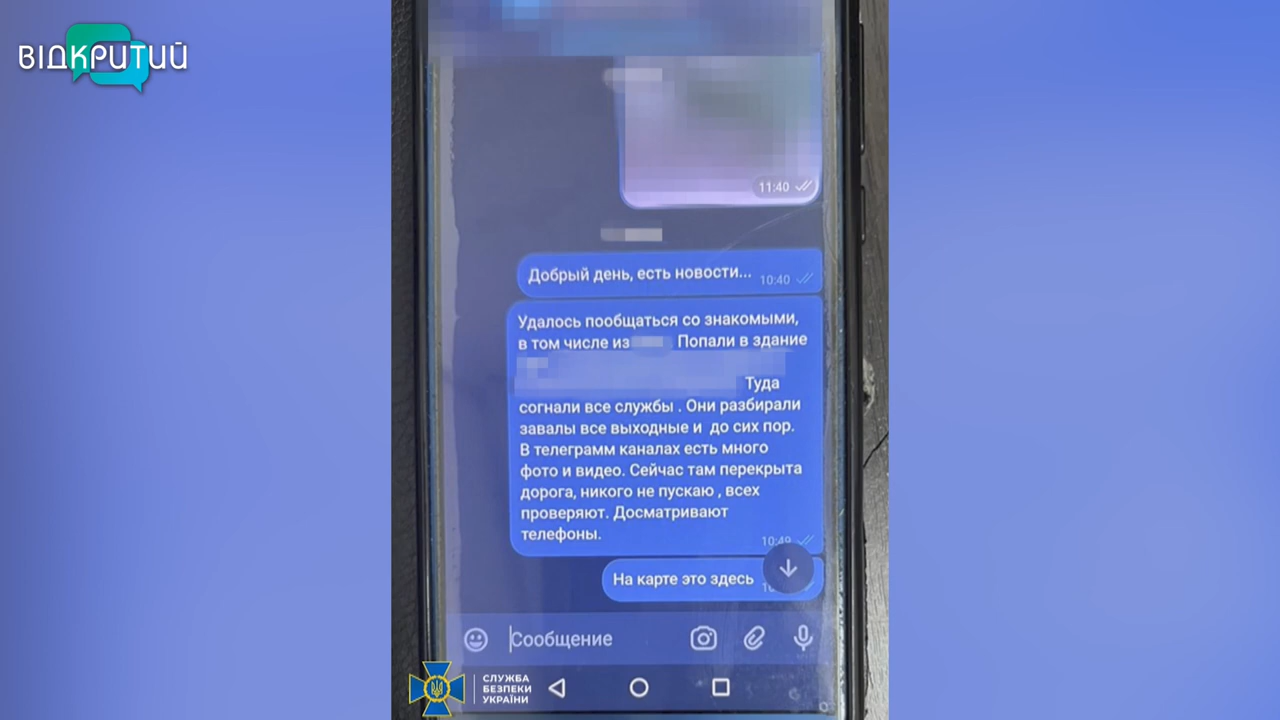 ВІДКРИТИЙ
11:40
Добрый день, есть новости...
10:40
Удалось пообщаться со знакомыми,
в том числе из
Попали в здание
Туда
согнали все службы . Они разбирали
завалы все выходные и до сих пор.
В телеграмм каналах есть много
фото и видео. Сейчас там перекрыта
дорога, никого не пускаю , всех
проверяют. Досматривают
телефоны.
10:49
На карте это здесь
Сообщение
СЛУЖБА
БЕЗПЕКИ
УКРАЇНИ